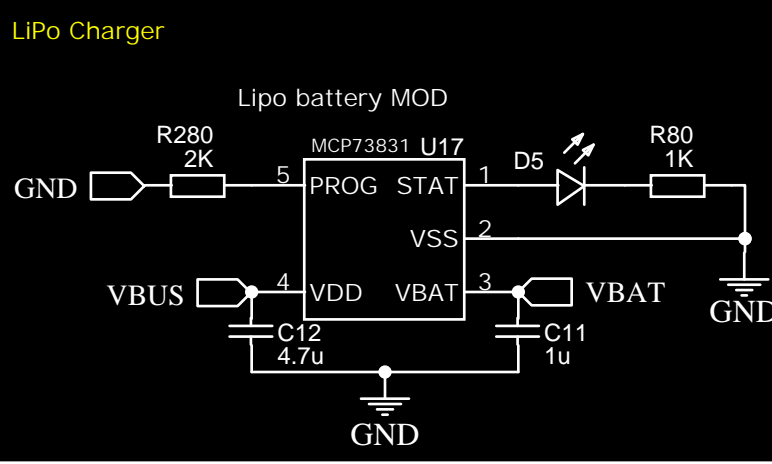 LiPo Charger
Lipo battery MOD
R280
2K
MCP73831 U17
D5
R80
1K
GND
5
PROG
STAT
1
VSS
2
VBUS
4
VDD
VBAT
3
VBAT
C12
4.7u
C11
1u
GND
GND